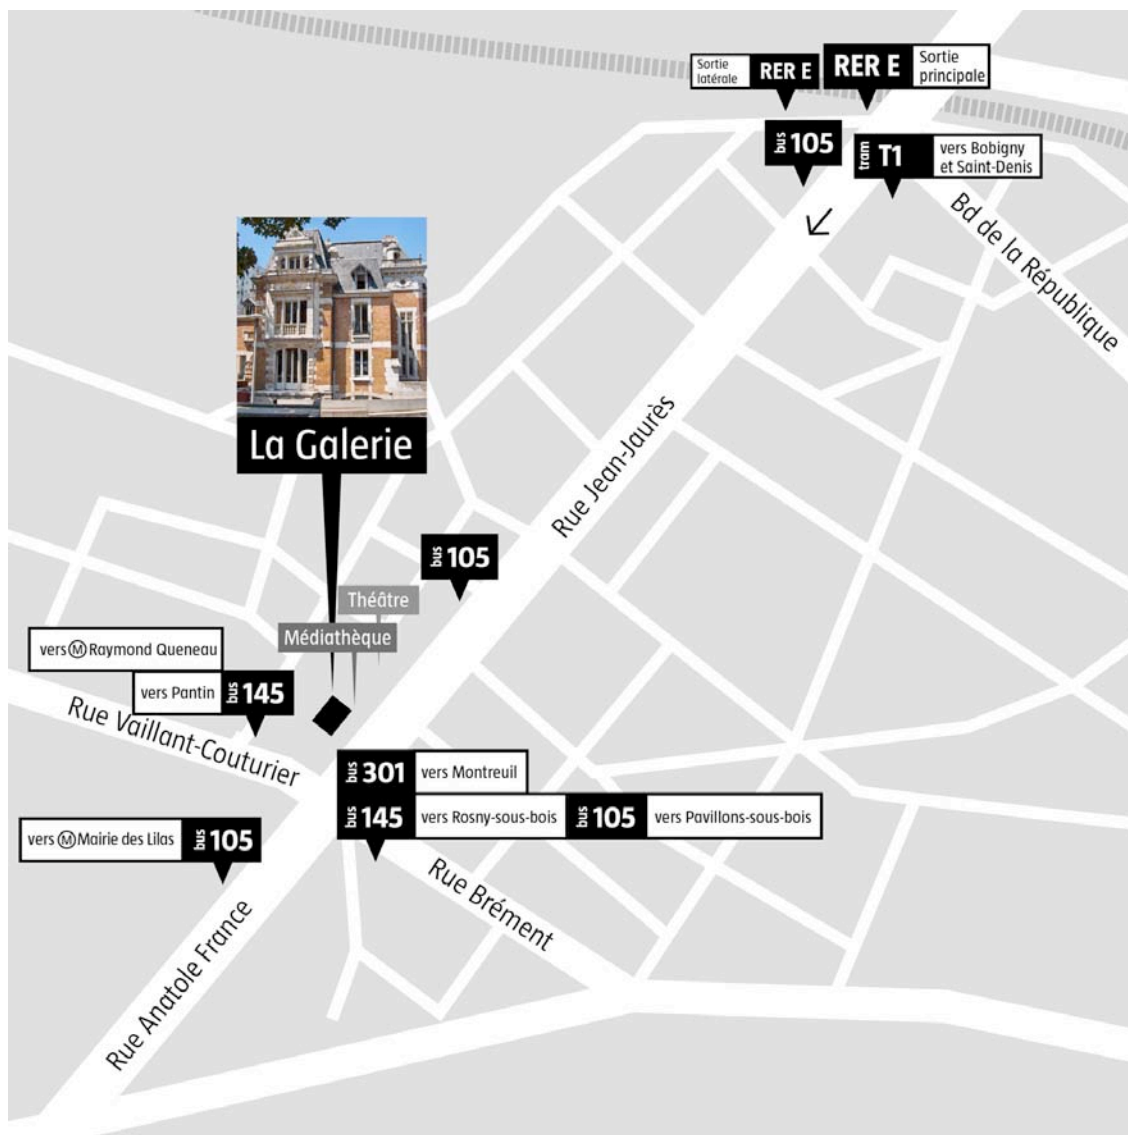 Sortie
latérale
RER E
RER E
Sortie
principale
bus 105
tram T1
vers Bobigny
et Saint-Denis
Bd de la République
La Galerie
Rue Jean-Jaurès
bus 105
Théâtre
Médiathèque
vers M Raymond Queneau
vers Pantin bus 145
Rue Vaillant-Couturier
bus 301 vers Montreuil
bus 145 vers Rosny-sous-bois bus 105 vers Pavillons-sous-bois
vers M Mairie des Lilas bus 105
Rue Brément
Rue Anatole France